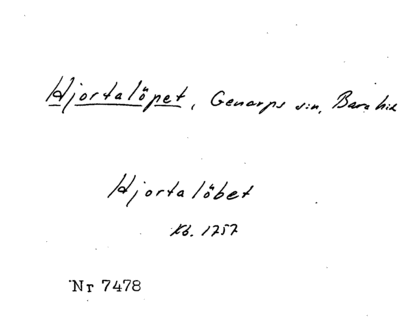 Hjortalöpet, Genarps sn, Bara hd
Hjortalöbet
Kb. 1757
Nr 7478